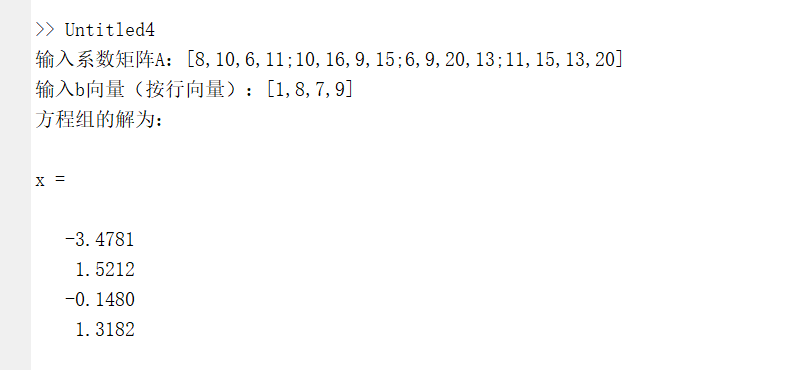 >> Untitled4
输入系数矩阵A：[8,10,6,11;10,16,9,15;6,9,20,13;11,15,13,20]
输入b向量（按行向量）：[1,8,7,9]
方程组的解为：
x =
-3.4781
1.5212
-0.1480
1.3182